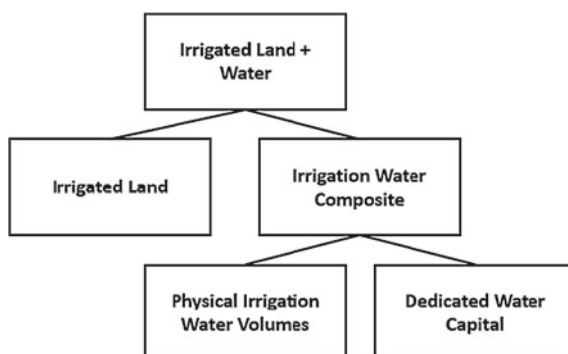 Irrigated Land +
Water
Irrigated Land
Irrigation Water
Composite
Physical Irrigation
Water Volumes
Dedicated Water
Capital